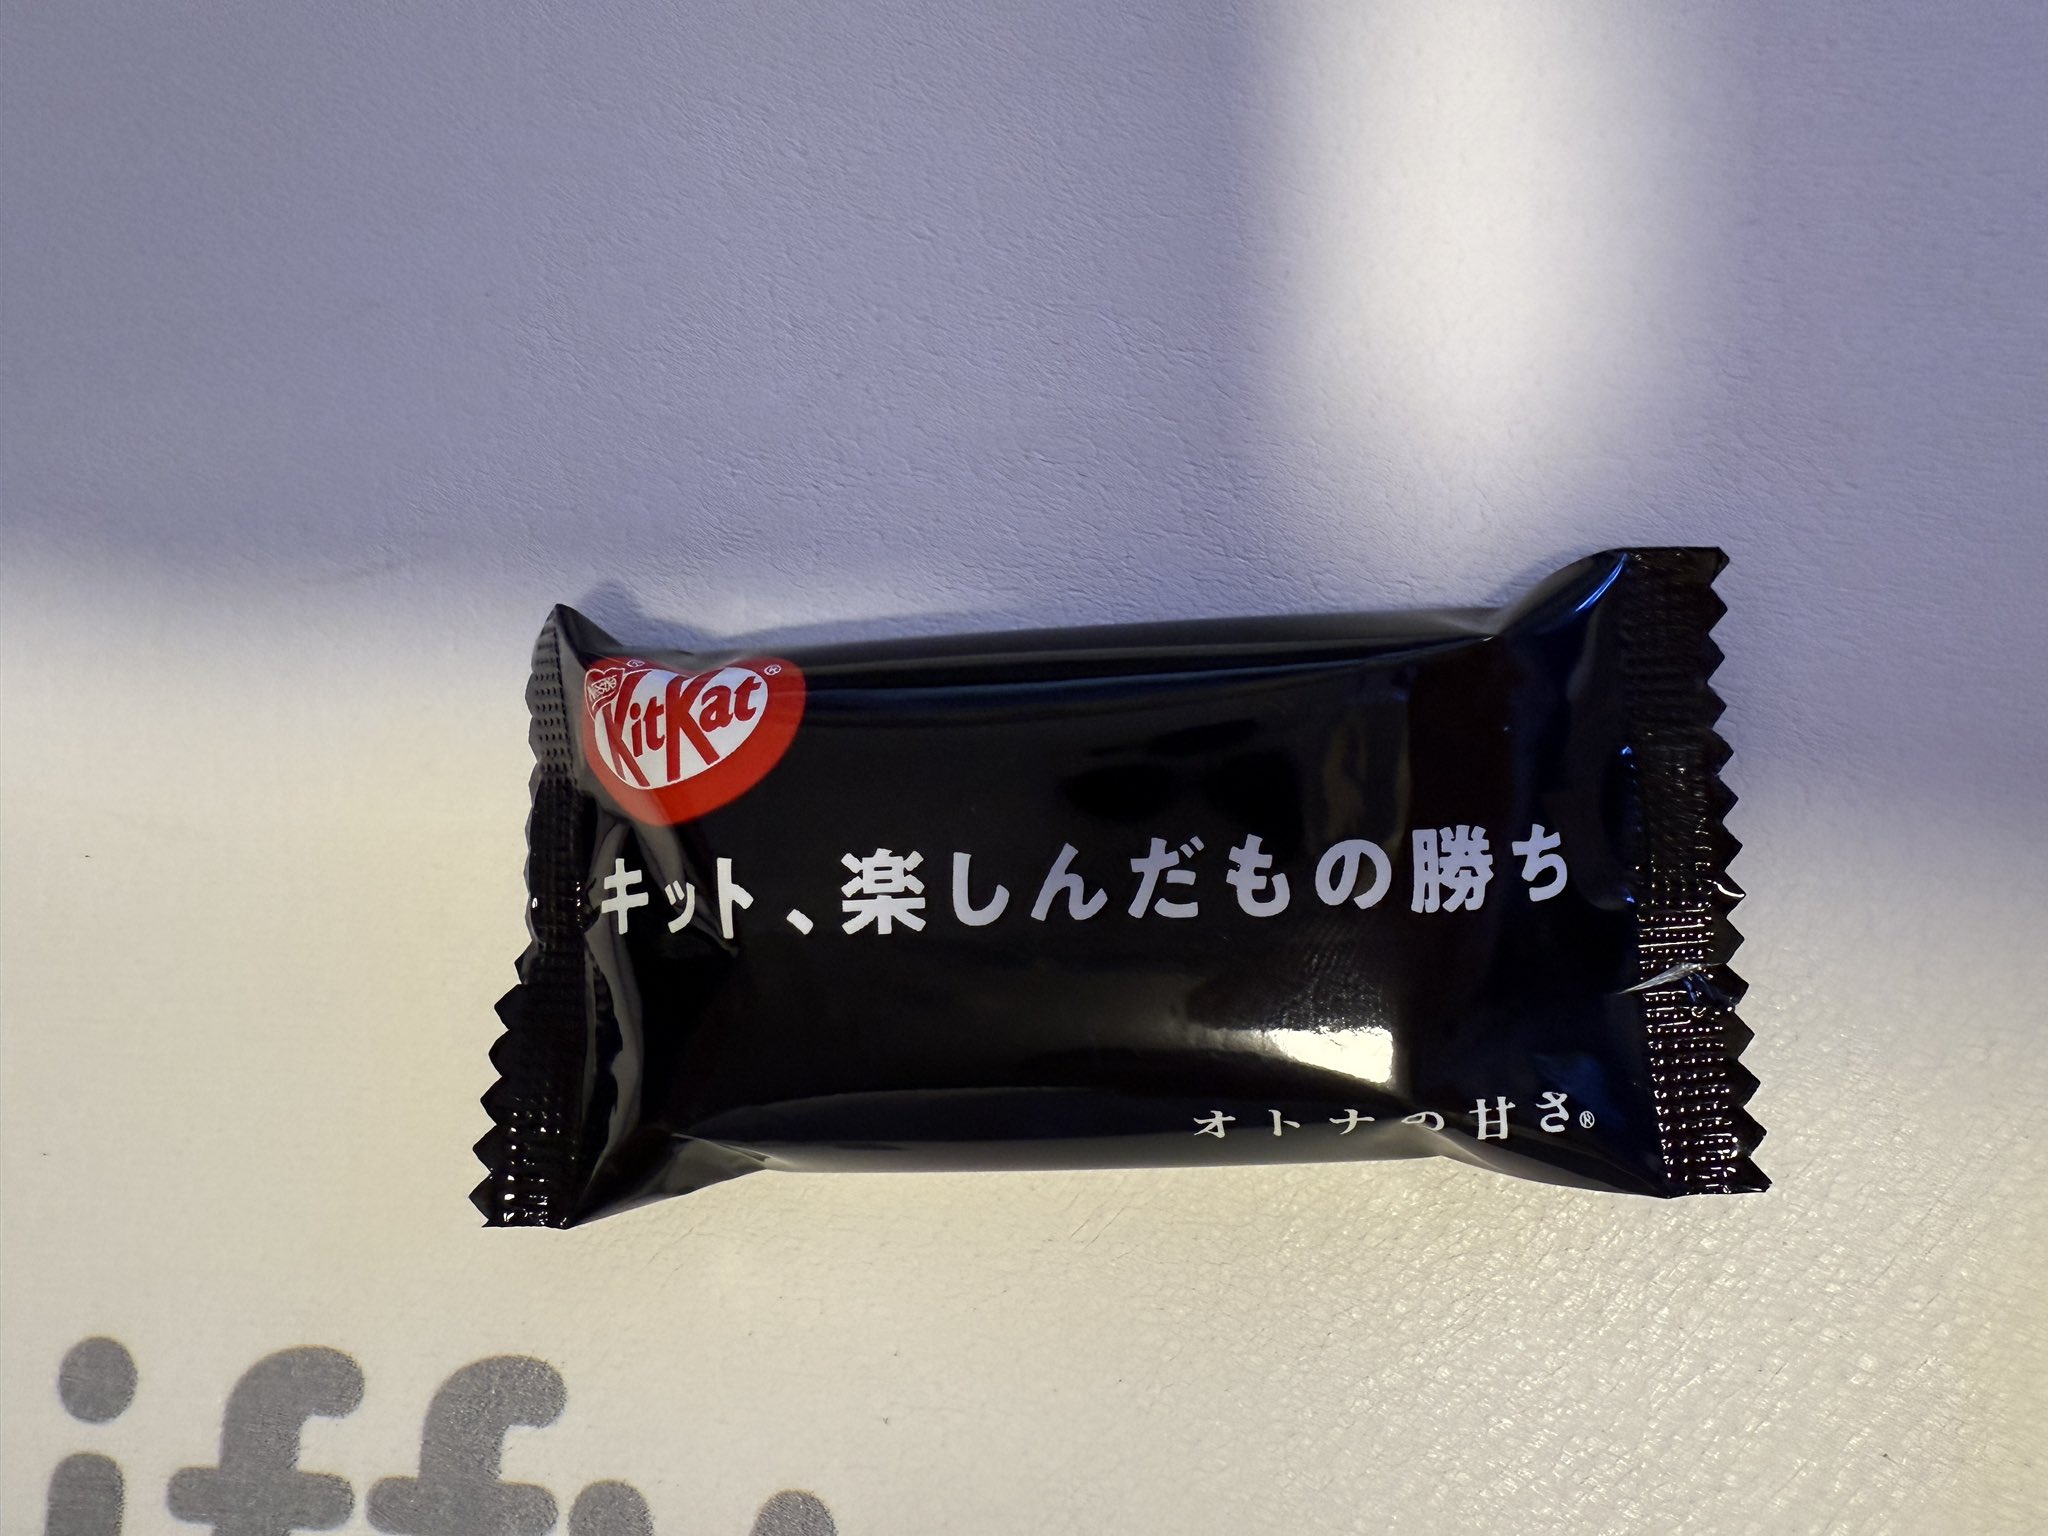 Nestlé
KitKat
キット、楽しんだもの勝ち
オトナの甘さ®
iffy